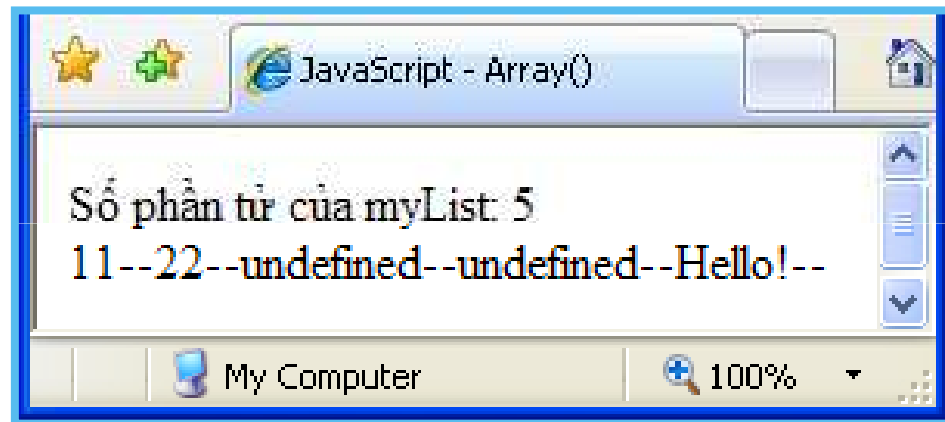 JavaScript - Array()
Số phần tử của myList: 5
11--22--undefined--undefined--Hello!--
My Computer
100%